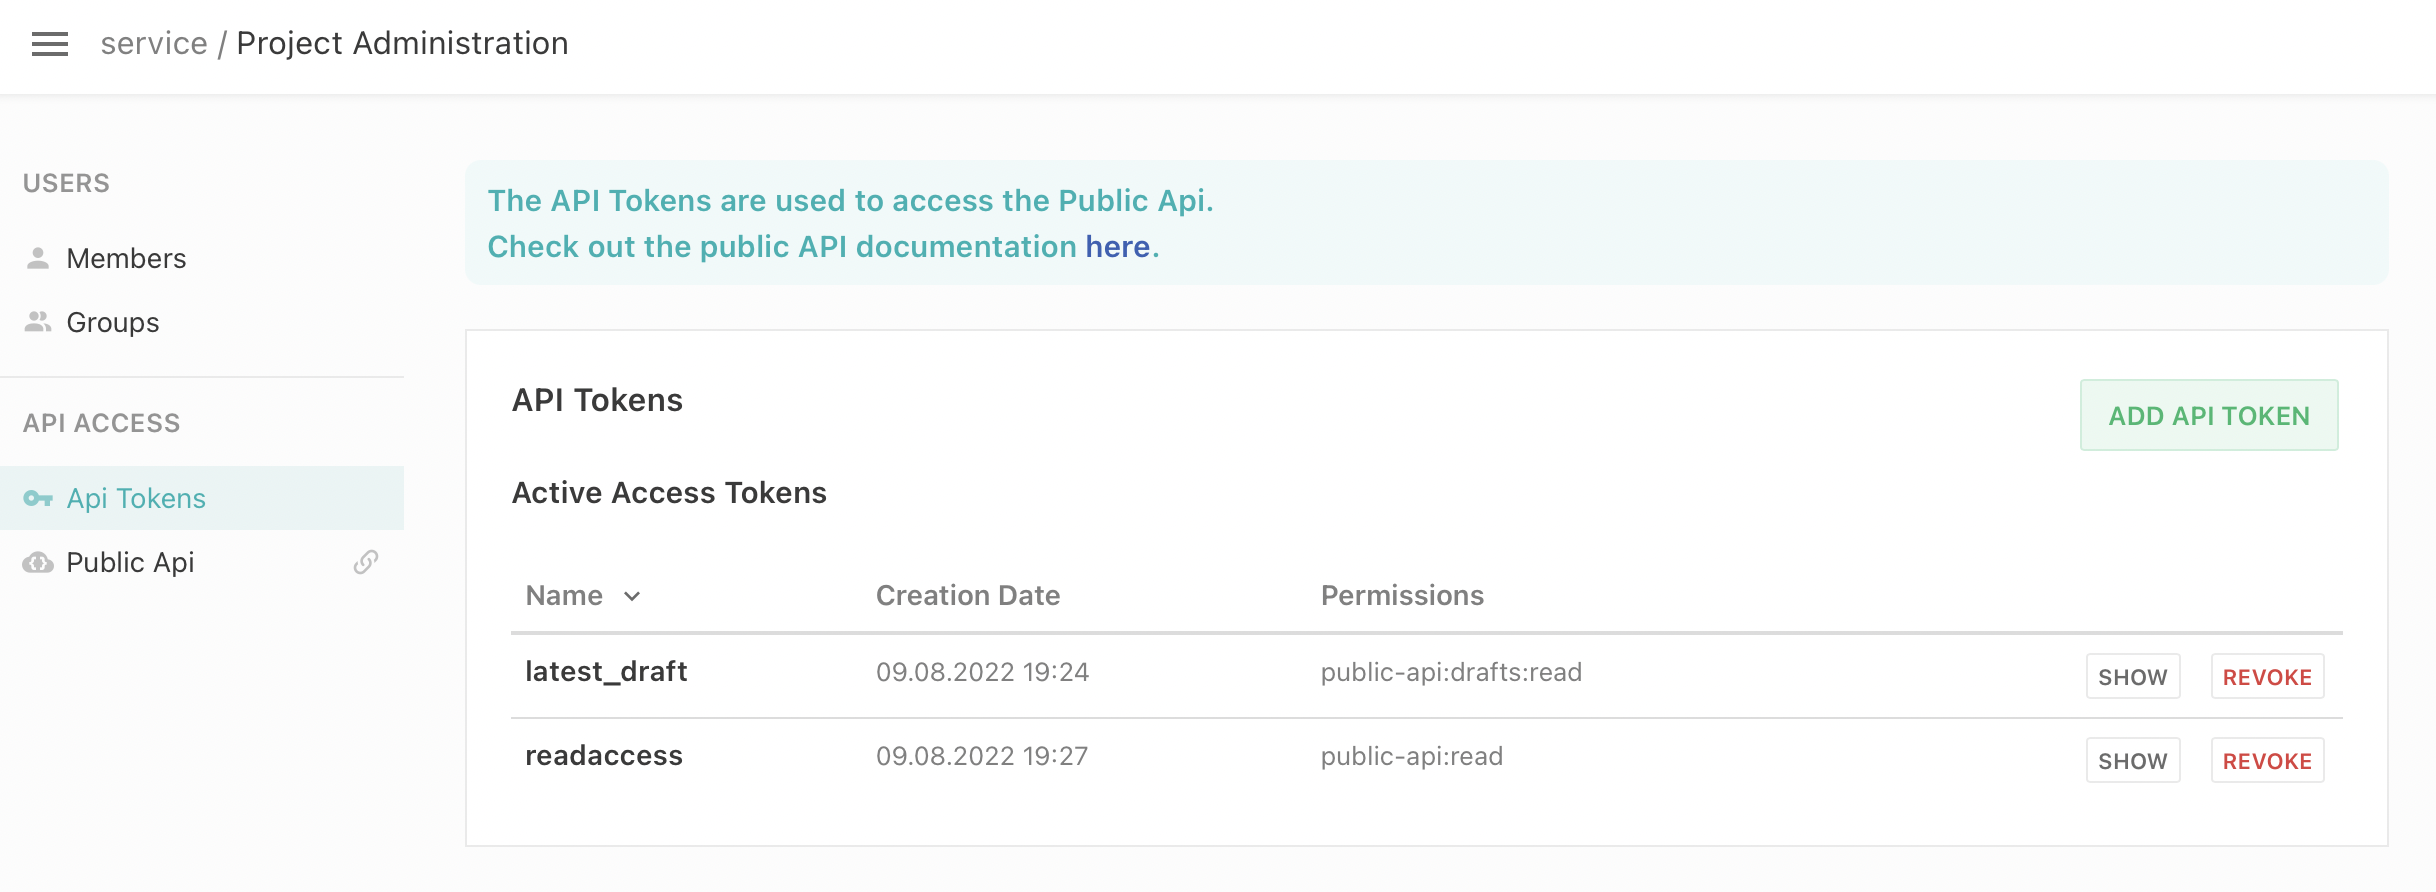 service / Project Administration
USERS
Members
Groups
API ACCESS
Api Tokens
Public Api
The API Tokens are used to access the Public Api.
Check out the public API documentation here.
API Tokens
ADD API TOKEN
Active Access Tokens
Name Creation Date Permissions
latest_draft 09.08.2022 19:24 public-api:drafts:read SHOW REVOKE
readaccess 09.08.2022 19:27 public-api:read SHOW REVOKE